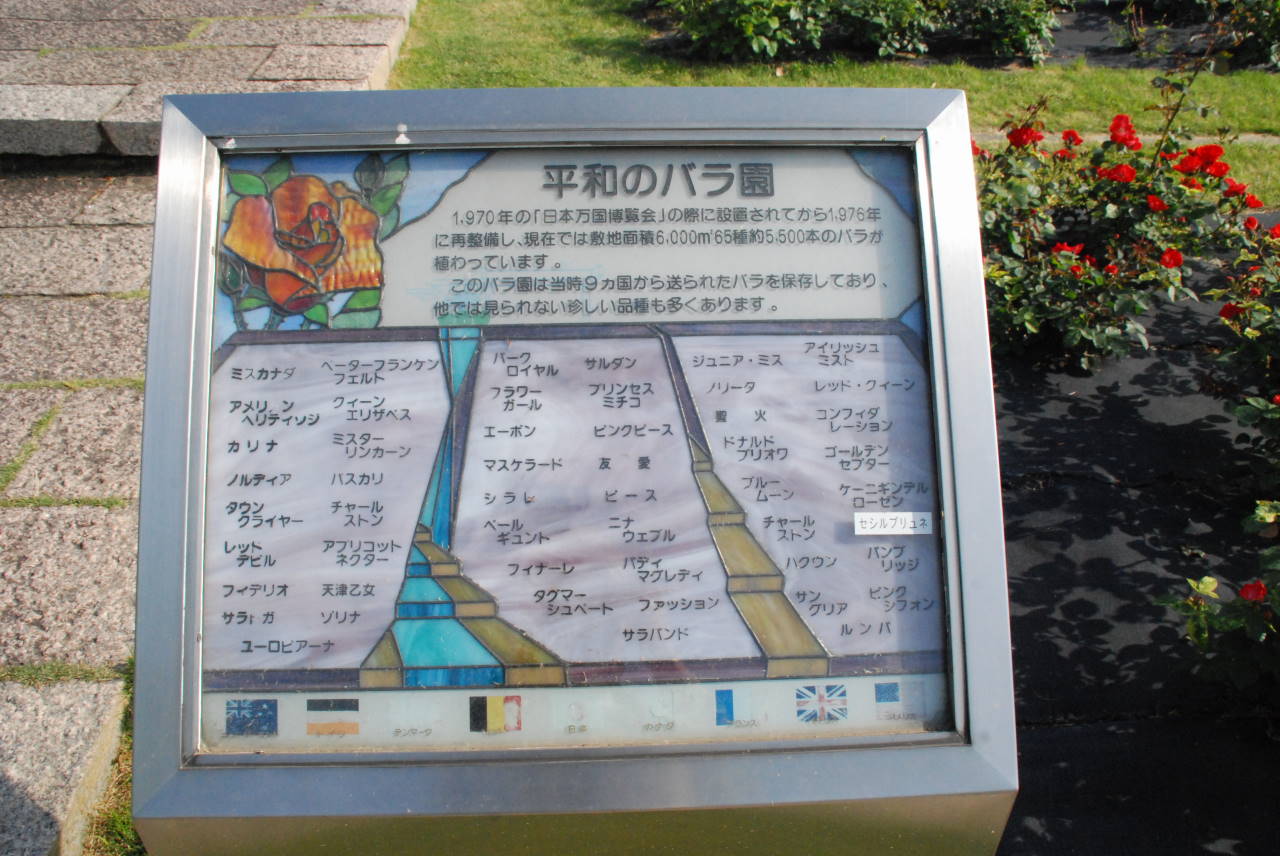 平和のバラ園
1,970年の「日本万国博覧会」の際に設置されてから1,976年
に再整備し、現在では敷地面積6,000㎡65種約5,500本のバラが
植わっています。
このバラ園は当時9ヵ国から送られたバラを保存しており、
他では見られない珍しい品種も多くあります。
ミスカナダ
アメリ
ヘリティソジ
カリナ
ノルディア
タウン
クライヤー
レット
デビル
フィデリオ
サラ
ガ
ユーロピアーナ
ベーターフランケン
フェルト
クィーン
エリザベス
ミスター
リンカーン
パスカリ
チャール
ストン
アプリコット
ネクター
天津乙女
ゾリナ
パーク
ロイヤル
フラワー
ガール
エーボン
マスケラード
シラレ
ペール
ギュント
フィナーレ
タグマー
シュペート
サルダン
プリンセス
ミチコ
ピンクピース
友愛
ピース
ニナ
ウェブル
パディ
マグレディ
ファッション
サラバンド
ジュニア・ミス
ノリータ
聖火
ドナルド
プリオワ
ブルー
ムーン
チャール
ストン
ハクウン
サン
グリア
アイリッシュ
ミスト
レッド・クィーン
コンフィダ
レーション
ゴールデン
セプター
ケーニギンデル
ローゼン
セシルブリュネ
バンブ
リッジ
ピンク
シフォン
ルンバ
デンマーク
日本
カナダ
フランス